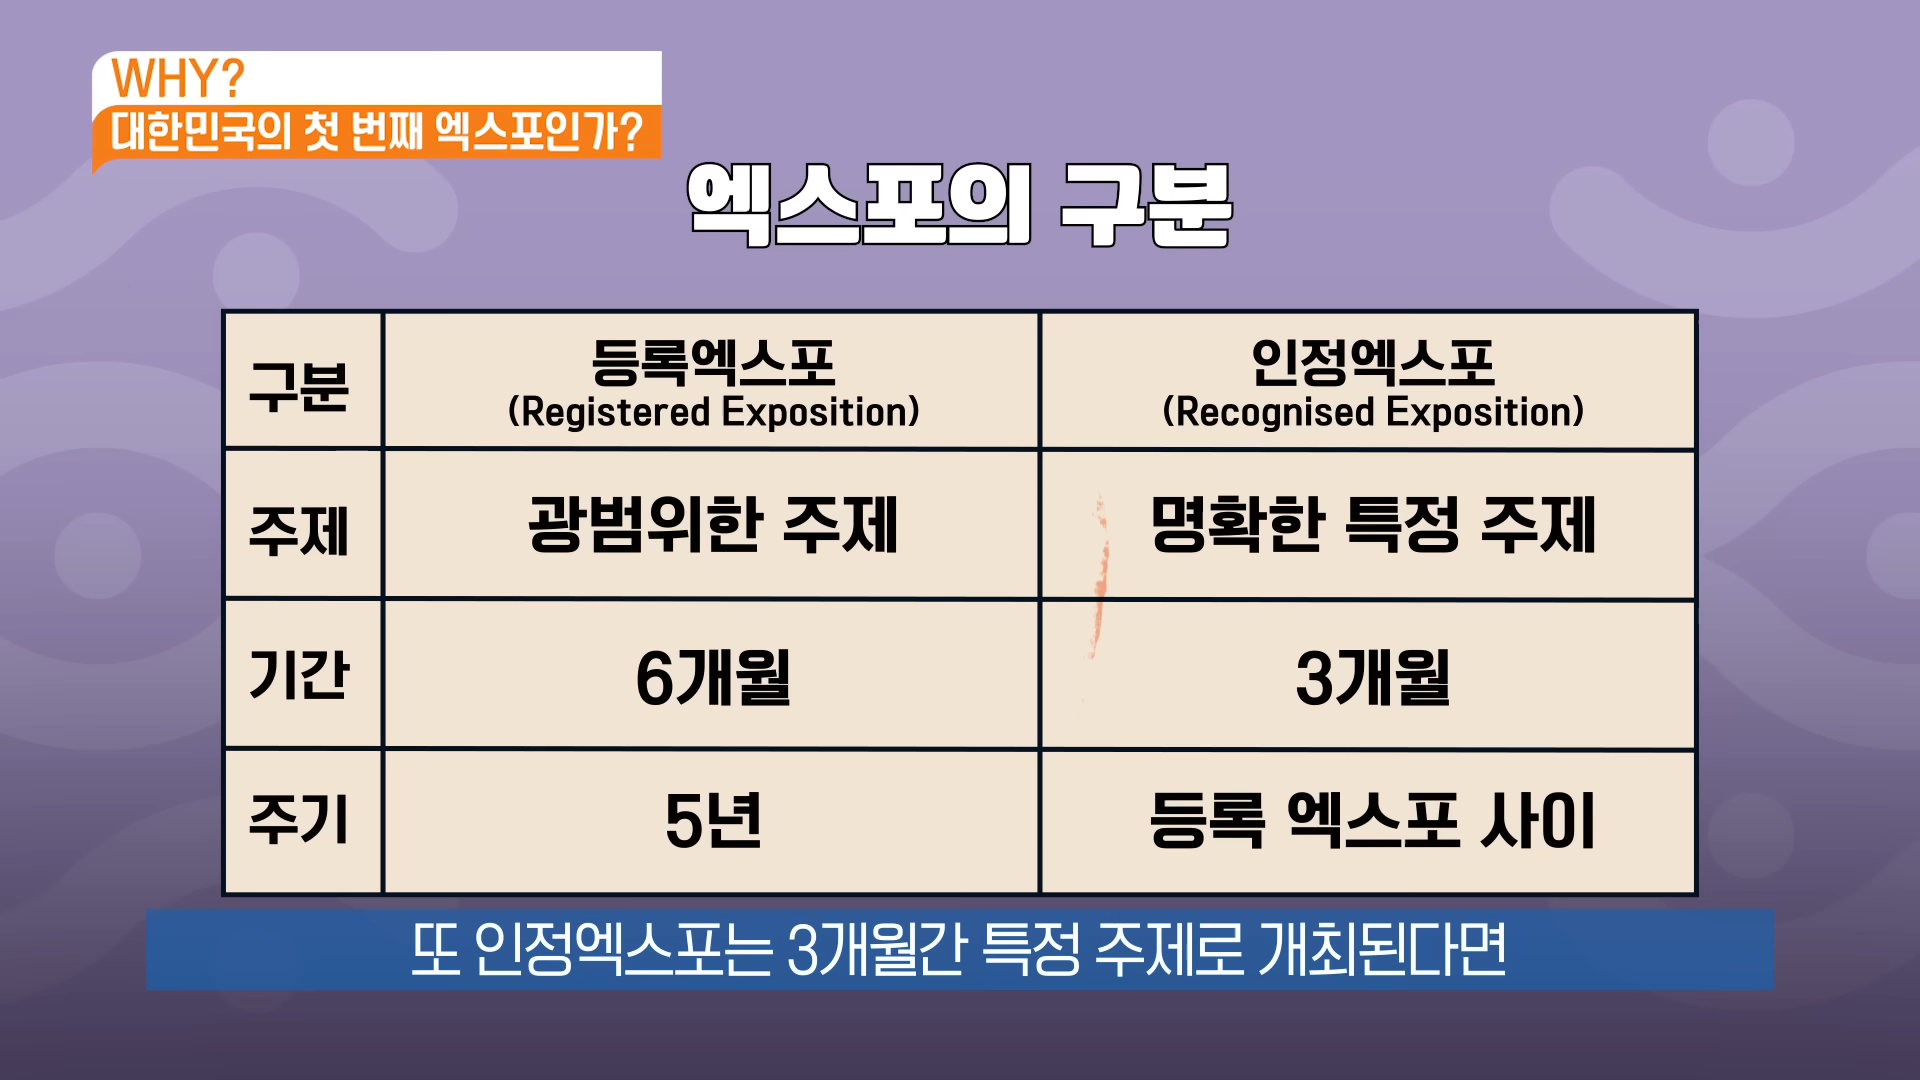 WHY?
대한민국의 첫 번째 엑스포인가?
엑스포의 구분
구분
등록엑스포
(Registered Exposition)
인정엑스포
(Recognised Exposition)
주제
광범위한 주제
명확한 특정 주제
기간
6개월
3개월
주기
5년
등록 엑스포 사이
또 인정엑스포는 3개월간 특정 주제로 개최된다면